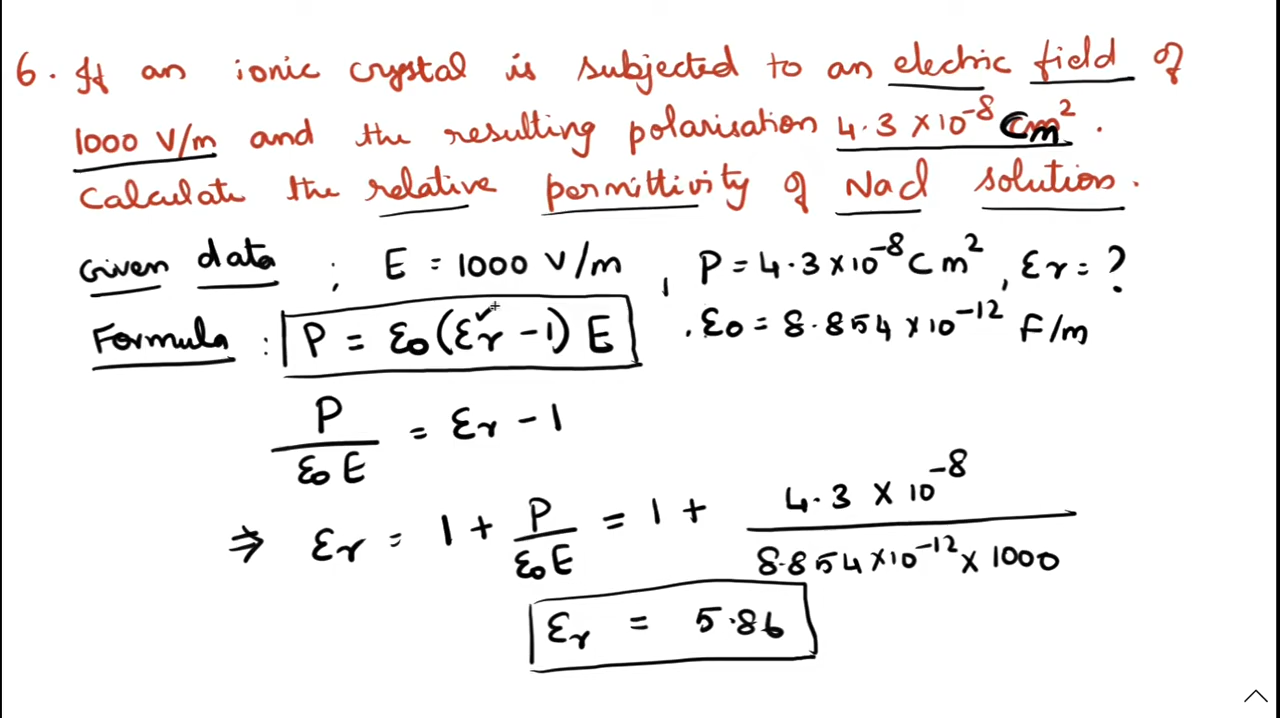 6. If an ionic crystal is subjected to an electric field of
1000 V/m and the resulting polarisation 4.3 × 10⁻⁸ Cm².
Calculate the relative permittivity of Nacl solution.
Given data : E = 1000 V/m , P = 4.3 × 10⁻⁸ C m² , εr = ?
Formula : P = ε₀(εr - 1) E . ε₀ = 8.854 × 10⁻¹² F/m
P / ε₀ E = εr - 1
⇒ εr = 1 + P / ε₀E = 1 + 4.3 × 10⁻⁸ / 8.854 × 10⁻¹² × 1000
εr = 5.86